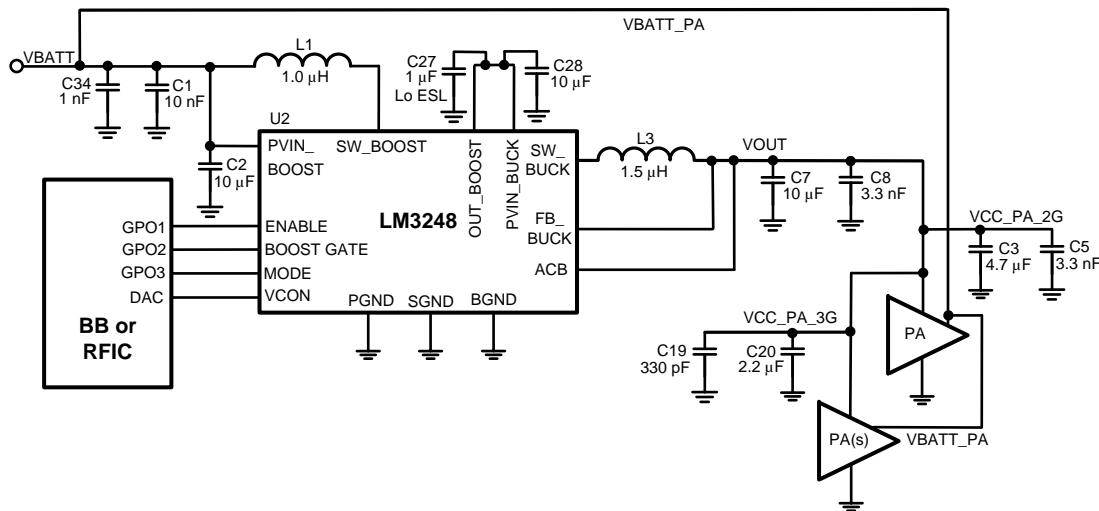 VBATT_PA
VBATT
L1
1.0 µH
C27
1 µF
Lo ESL
C28
10 µF
C34
1 nF
C1
10 nF
C2
10 µF
U2
PVIN_
BOOST
SW_BOOST
OUT_BOOST
PVIN_BUCK
SW_
BUCK
L3
1.5 µH
VOUT
C7
10 µF
C8
3.3 nF
LM3248
FB_
BUCK
ACB
ENABLE
BOOST GATE
MODE
VCON
PGND
SGND
BGND
GPO1
GPO2
GPO3
DAC
BB or
RFIC
VCC_PA_2G
C3
4.7 µF
C5
3.3 nF
VCC_PA_3G
C19
330 pF
C20
2.2 µF
PA
PA(s)
VBATT_PA